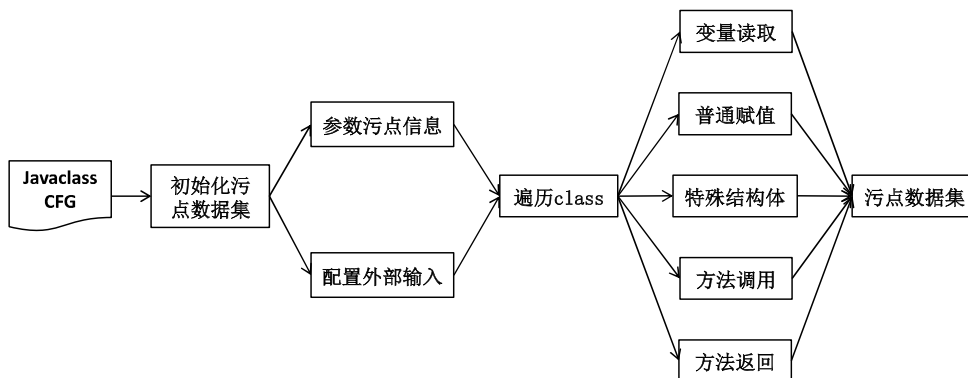 Javaclass
CFG
初始化污
点数据集
参数污点信息
配置外部输入
遍历class
变量读取
普通赋值
特殊结构体
方法调用
方法返回
污点数据集